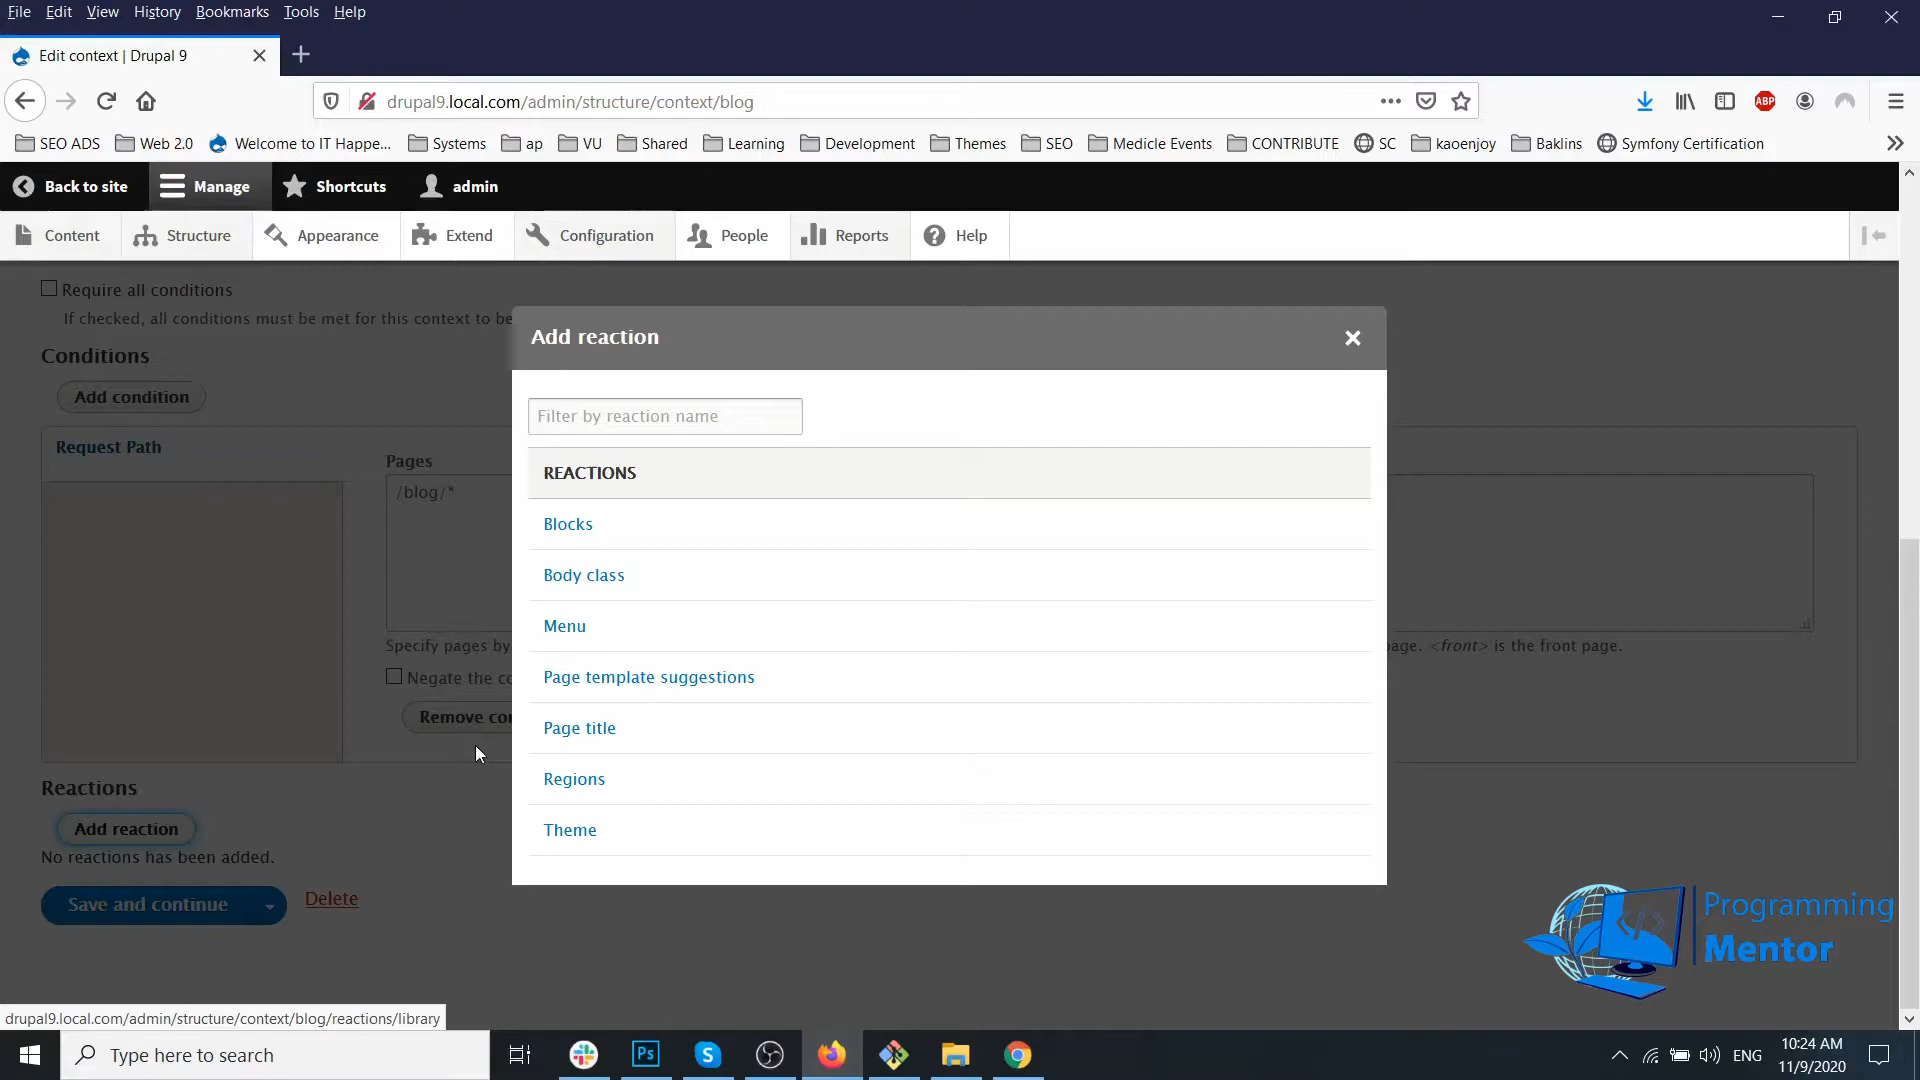 File Edit View History Bookmarks Tools Help
Edit context | Drupal 9
drupal9.local.com/admin/structure/context/blog
ABP
SEO ADS Web 2.0 Welcome to IT Happe... Systems ap VU Shared Learning Development Themes SEO Medicle Events CONTRIBUTE SC kaoenjoy Baklins Symfony Certification
Back to site Manage Shortcuts admin
Content Structure Appearance Extend Configuration People Reports Help
Require all conditions
If checked, all conditions must be met for this context to be
Conditions
Add condition
Request Path
Pages
/blog/*
Specify pages by
age. <front> is the front page.
Negate the co
Remove con
Reactions
Add reaction
No reactions has been added.
Save and continue Delete
Add reaction
Filter by reaction name
REACTIONS
Blocks
Body class
Menu
Page template suggestions
Page title
Regions
Theme
Programming
Mentor
drupal9.local.com/admin/structure/context/blog/reactions/library
Type here to search
Ps
ENG
10:24 AM
11/9/2020